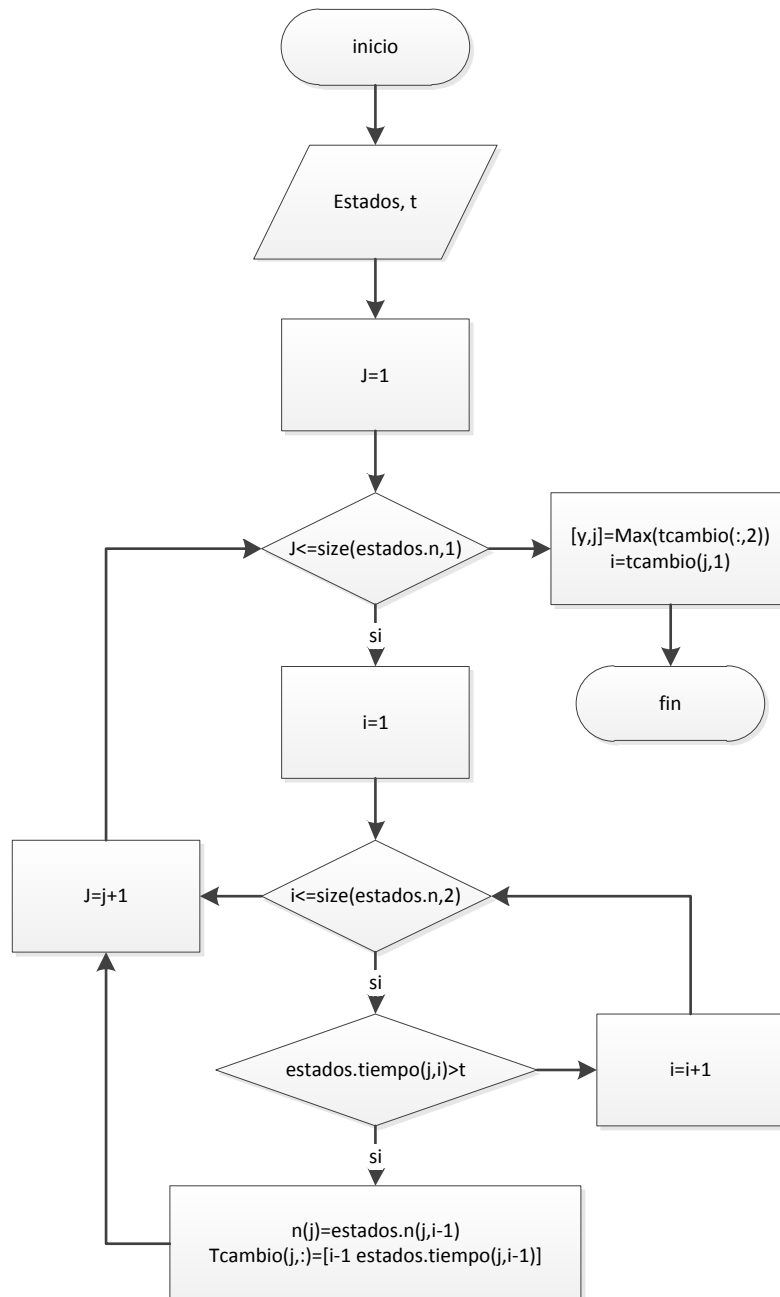 inicio
Estados, t
J=1
J<=size(estados.n,1)
[y,j]=Max(tcambio(:,2))
i=tcambio(j,1)
si
i=1
fin
J=j+1
i<=size(estados.n,2)
si
estados.tiempo(j,i)>t
i=i+1
si
n(j)=estados.n(j,i-1)
Tcambio(j,:)=[i-1 estados.tiempo(j,i-1)]